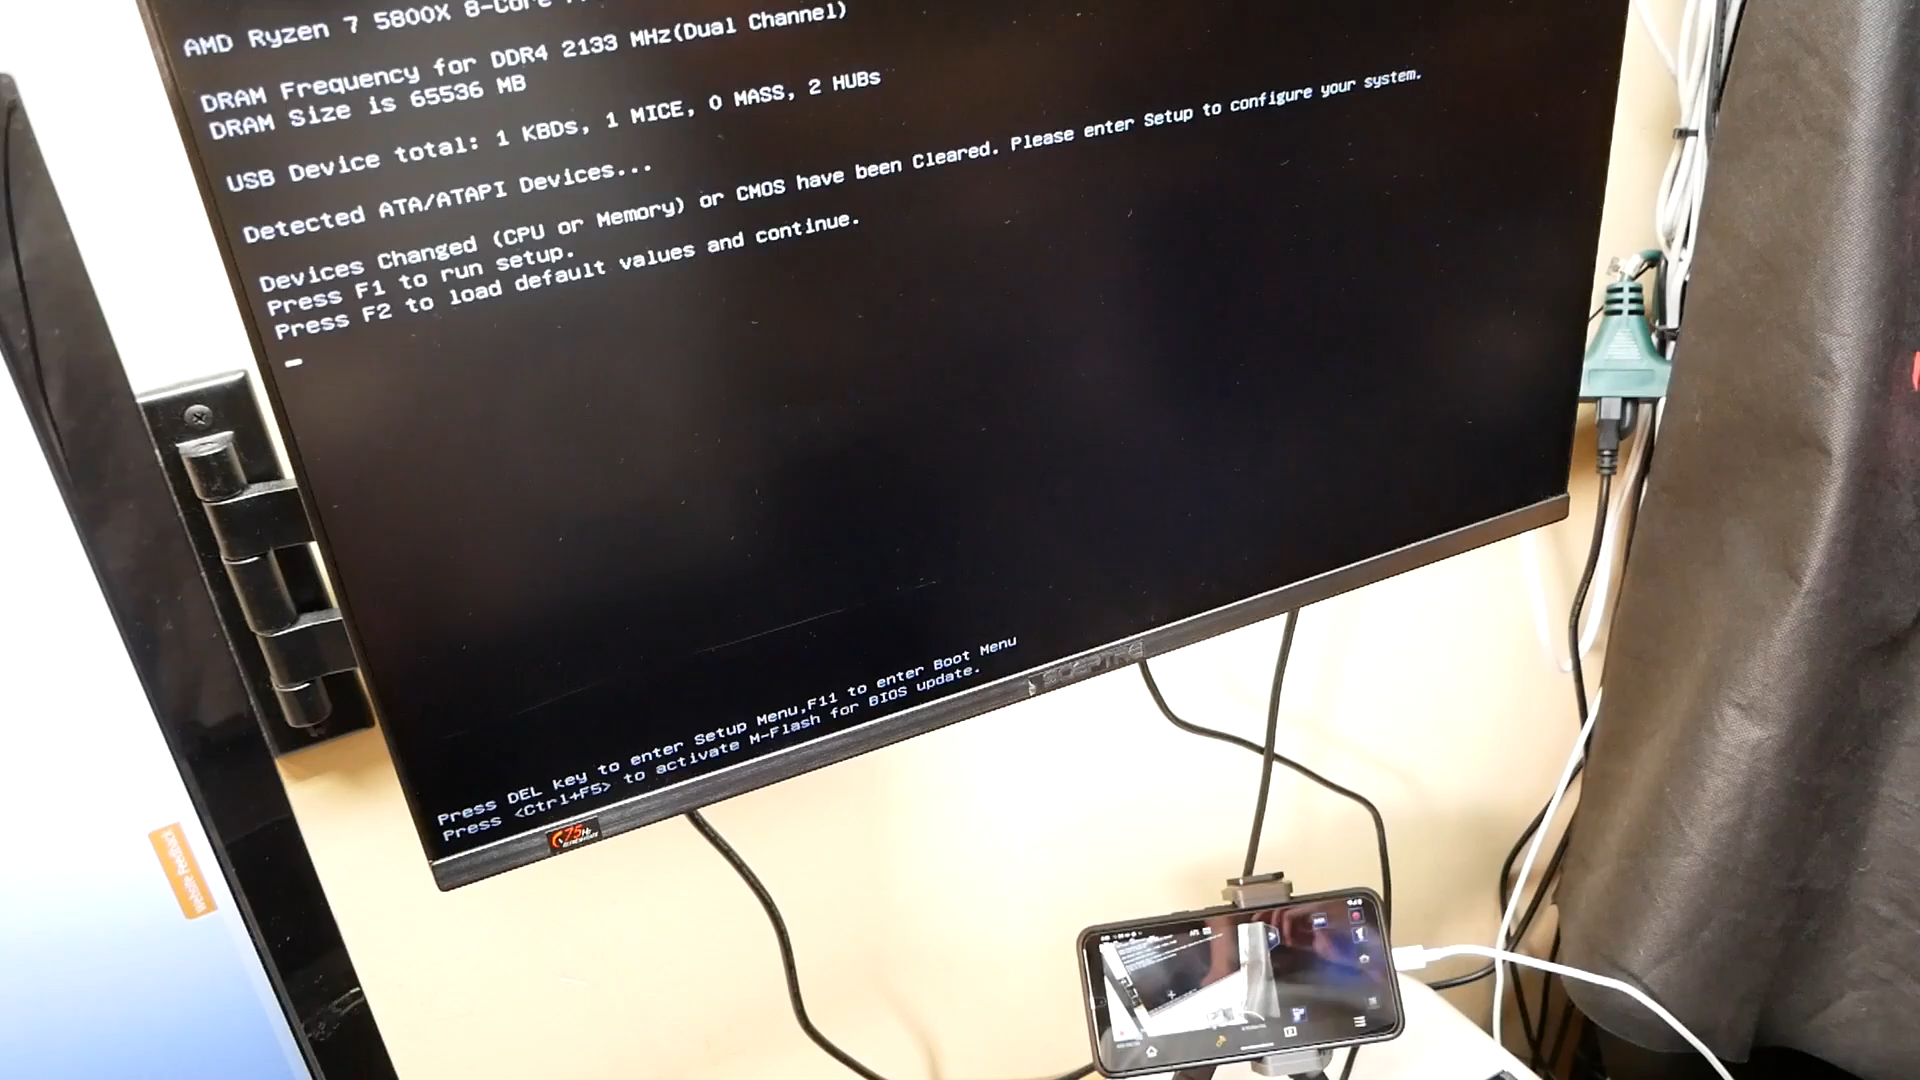 AMD Ryzen 7 5800X 8-Core
DRAM Frequency for DDR4 2133 MHz(Dual Channel)
DRAM Size is 65536 MB
USB Device total: 1 KBDs, 1 MICE, 0 MASS, 2 HUBs
Detected ATA/ATAPI Devices...
Devices Changed (CPU or Memory) or CMOS have been Cleared. Please enter Setup to configure your system.
Press F1 to run setup.
Press F2 to load default values and continue.
Press DEL key to enter Setup Menu,F11 to enter Boot Menu
Press <Ctrl+F5> to activate M-Flash for BIOS update.
75Hz
SCEPTRE
Website Feedback